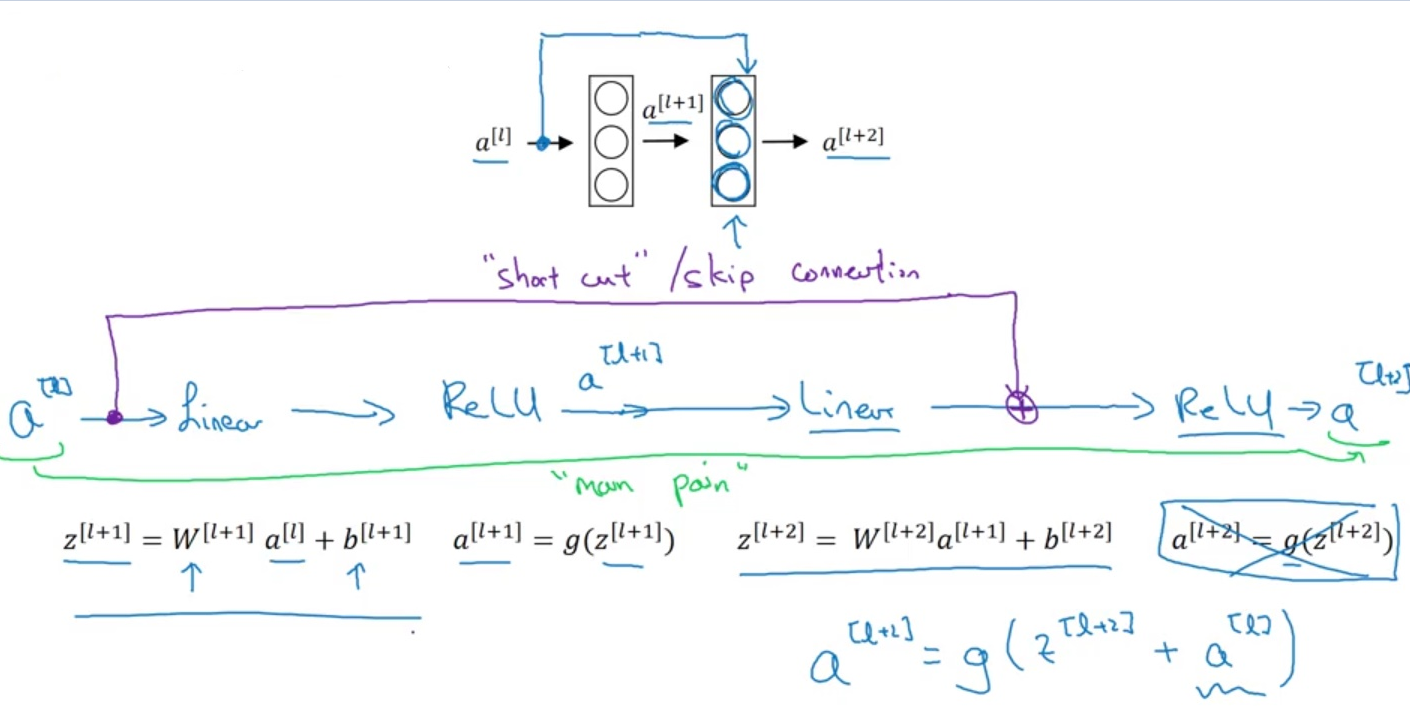 a^[l] a^[l+1] a^[l+2]
"short cut" /skip connection
a^[l] Linear ReLU a^[l+1] Linear ReLU a^[l+2]
"main path"
z^[l+1] = W^[l+1] a^[l] + b^[l+1] a^[l+1] = g(z^[l+1]) z^[l+2] = W^[l+2]a^[l+1] + b^[l+2] a^[l+2] = g(z^[l+2])
a^[l+2] = g(z^[l+2] + a^[l])